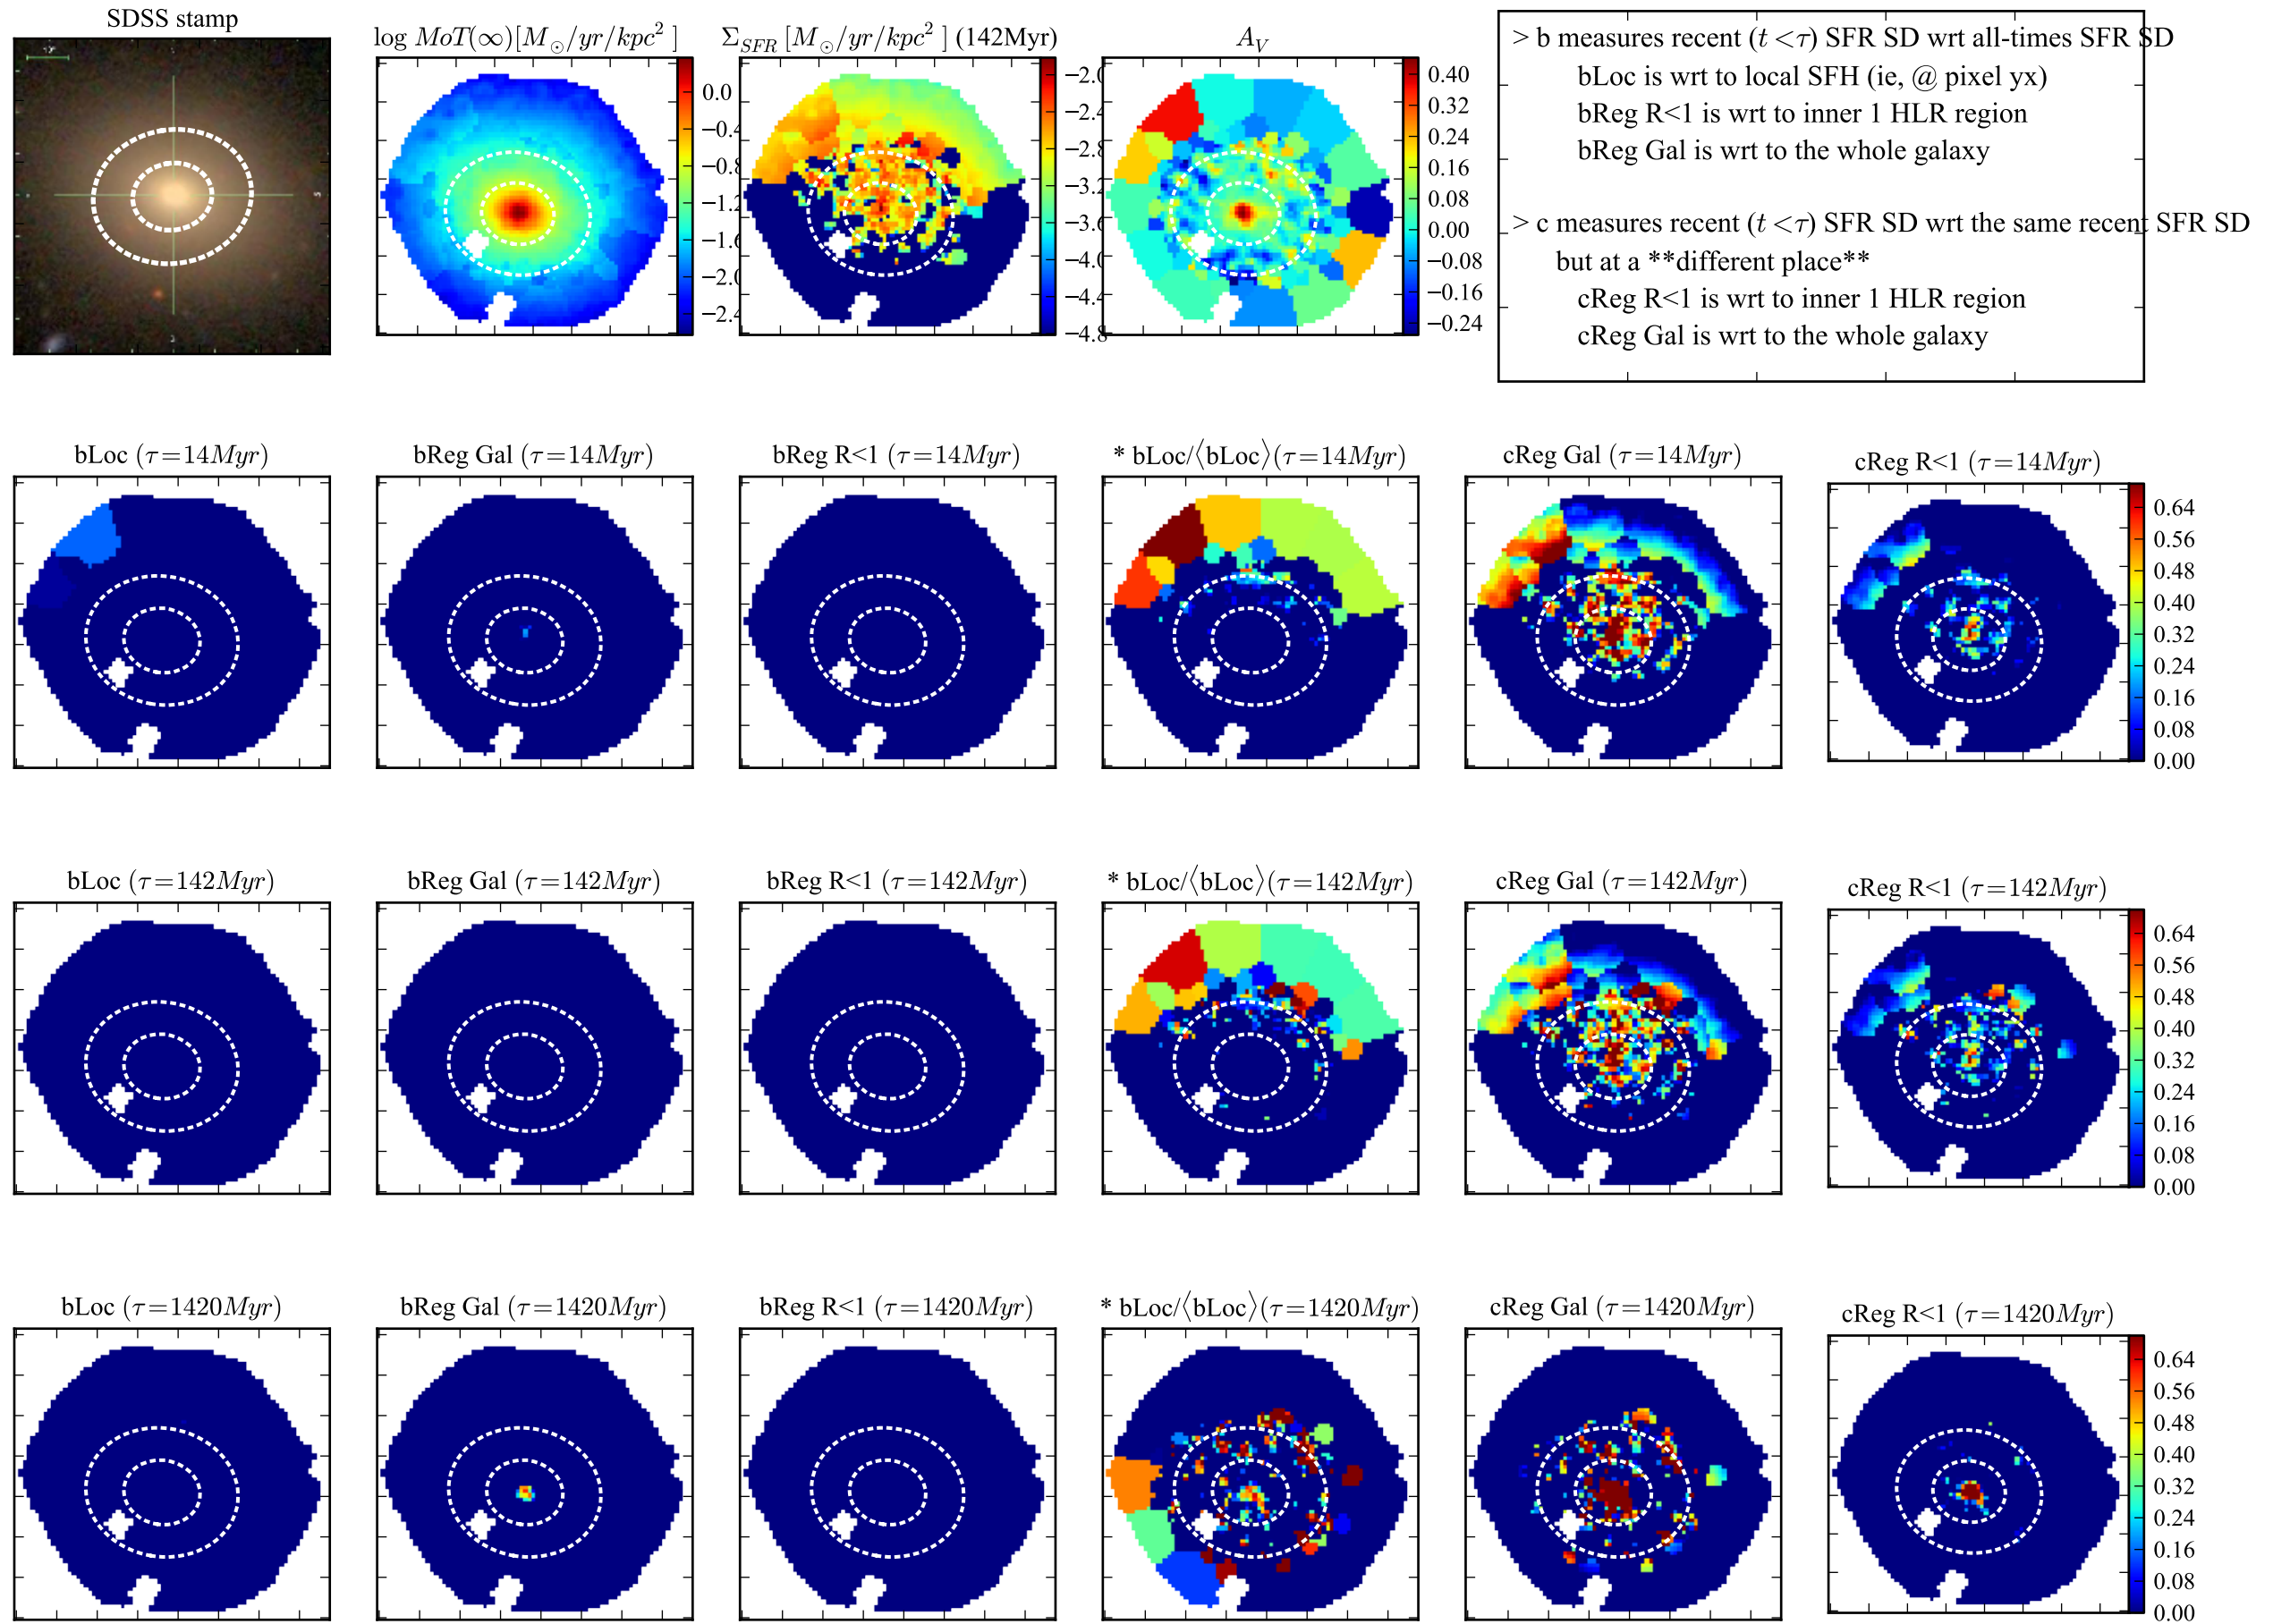 SDSS stamp
log MoT(∞)[M☉/yr/kpc²]
Σ_SFR [M☉/yr/kpc²] (142Myr)
A_V
0.0
−0.4
−0.8
−1.2
−1.6
−2.0
−2.4
−2.0
−2.4
−2.8
−3.2
−3.6
−4.0
−4.4
−4.8
0.40
0.32
0.24
0.16
0.08
0.00
−0.08
−0.16
−0.24
> b measures recent (t <τ) SFR SD wrt all-times SFR SD
bLoc is wrt to local SFH (ie, @ pixel yx)
bReg R<1 is wrt to inner 1 HLR region
bReg Gal is wrt to the whole galaxy
> c measures recent (t <τ) SFR SD wrt the same recent SFR SD
but at a **different place**
cReg R<1 is wrt to inner 1 HLR region
cReg Gal is wrt to the whole galaxy
bLoc (τ=14Myr)
bReg Gal (τ=14Myr)
bReg R<1 (τ=14Myr)
* bLoc/⟨bLoc⟩(τ=14Myr)
cReg Gal (τ=14Myr)
cReg R<1 (τ=14Myr)
0.64
0.56
0.48
0.40
0.32
0.24
0.16
0.08
0.00
bLoc (τ=142Myr)
bReg Gal (τ=142Myr)
bReg R<1 (τ=142Myr)
* bLoc/⟨bLoc⟩(τ=142Myr)
cReg Gal (τ=142Myr)
cReg R<1 (τ=142Myr)
0.64
0.56
0.48
0.40
0.32
0.24
0.16
0.08
0.00
bLoc (τ=1420Myr)
bReg Gal (τ=1420Myr)
bReg R<1 (τ=1420Myr)
* bLoc/⟨bLoc⟩(τ=1420Myr)
cReg Gal (τ=1420Myr)
cReg R<1 (τ=1420Myr)
0.64
0.56
0.48
0.40
0.32
0.24
0.16
0.08
0.00